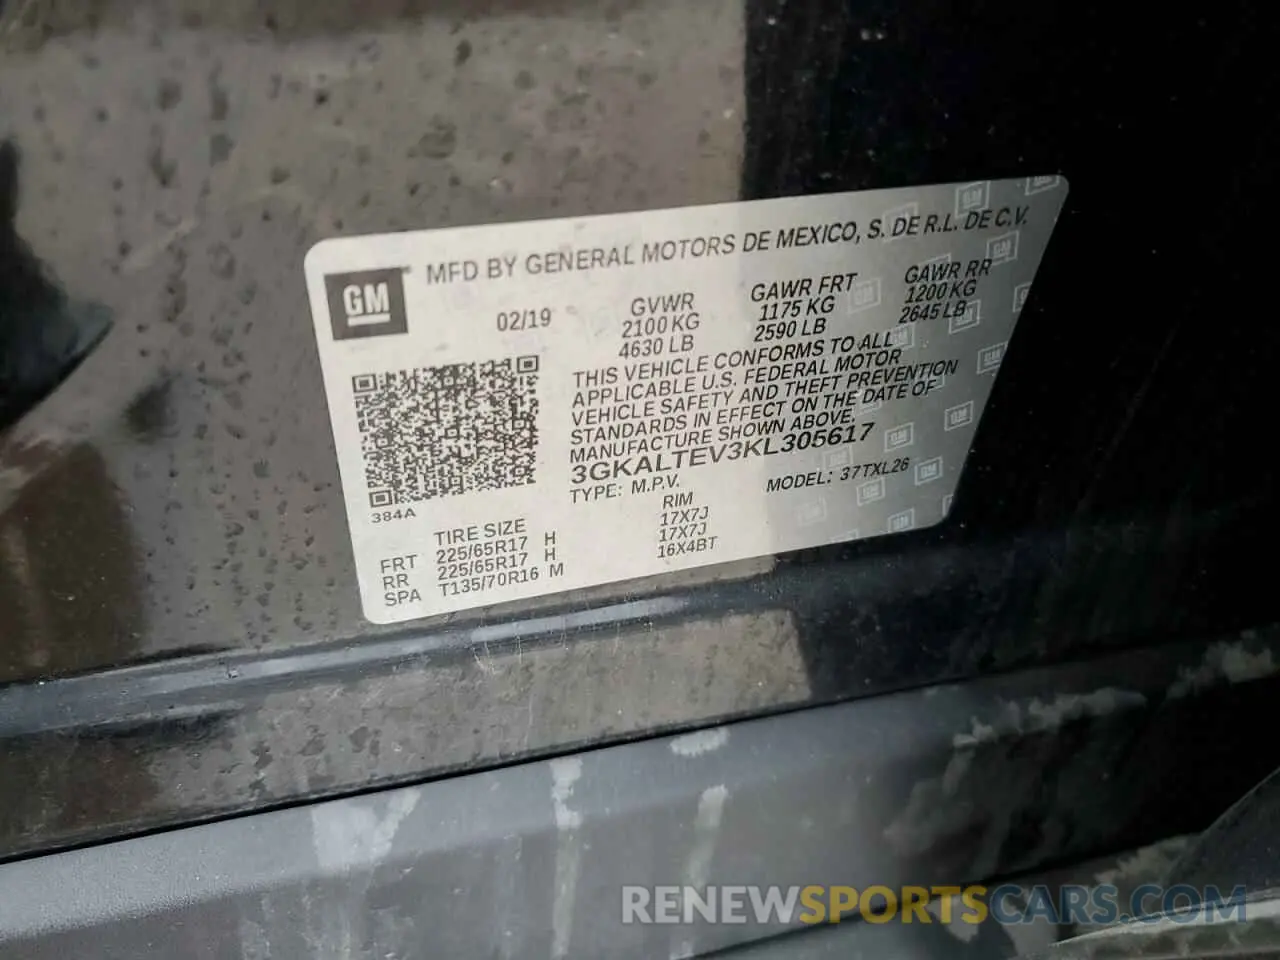 MFD BY GENERAL MOTORS DE MEXICO, S. DE R.L. DE C.V.
GM
02/19
GVWR GAWR FRT GAWR RR
2100 KG 1175 KG 1200 KG
4630 LB 2590 LB 2645 LB
THIS VEHICLE CONFORMS TO ALL
APPLICABLE U.S. FEDERAL MOTOR
VEHICLE SAFETY AND THEFT PREVENTION
STANDARDS IN EFFECT ON THE DATE OF
MANUFACTURE SHOWN ABOVE.
3GKALTEV3KL305617
TYPE: M.P.V. MODEL: 37TXL26
384A
TIRE SIZE RIM
FRT 225/65R17 H 17X7J
RR 225/65R17 H 17X7J
SPA T135/70R16 M 16X4BT
RENEWSPORTSCARS.COM